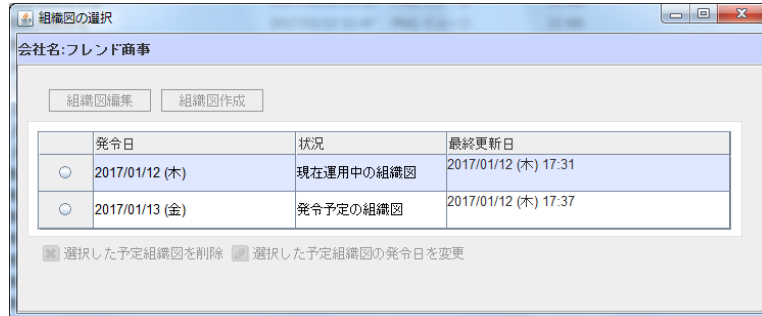 組織図の選択
会社名:フレンド商事
組織図編集 組織図作成
発令日 状況 最終更新日
2017/01/12 (木) 現在運用中の組織図 2017/01/12 (木) 17:31
2017/01/13 (金) 発令予定の組織図 2017/01/12 (木) 17:37
選択した予定組織図を削除 選択した予定組織図の発令日を変更